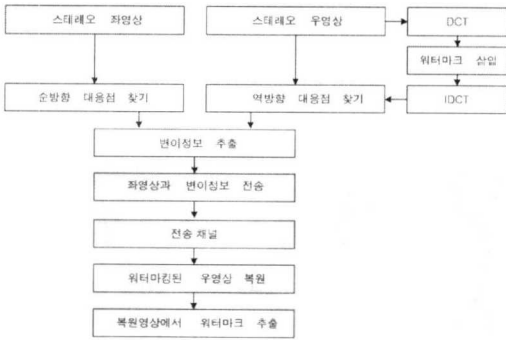 스테레오 좌영상
스테레오 우영상
DCT
워터마크 삽입
순방향 대응점 찾기
역방향 대응점 찾기
IDCT
변이정보 추출
좌영상과 변이정보 전송
전송 채널
워터마킹된 우영상 복원
복원영상에서 워터마크 추출